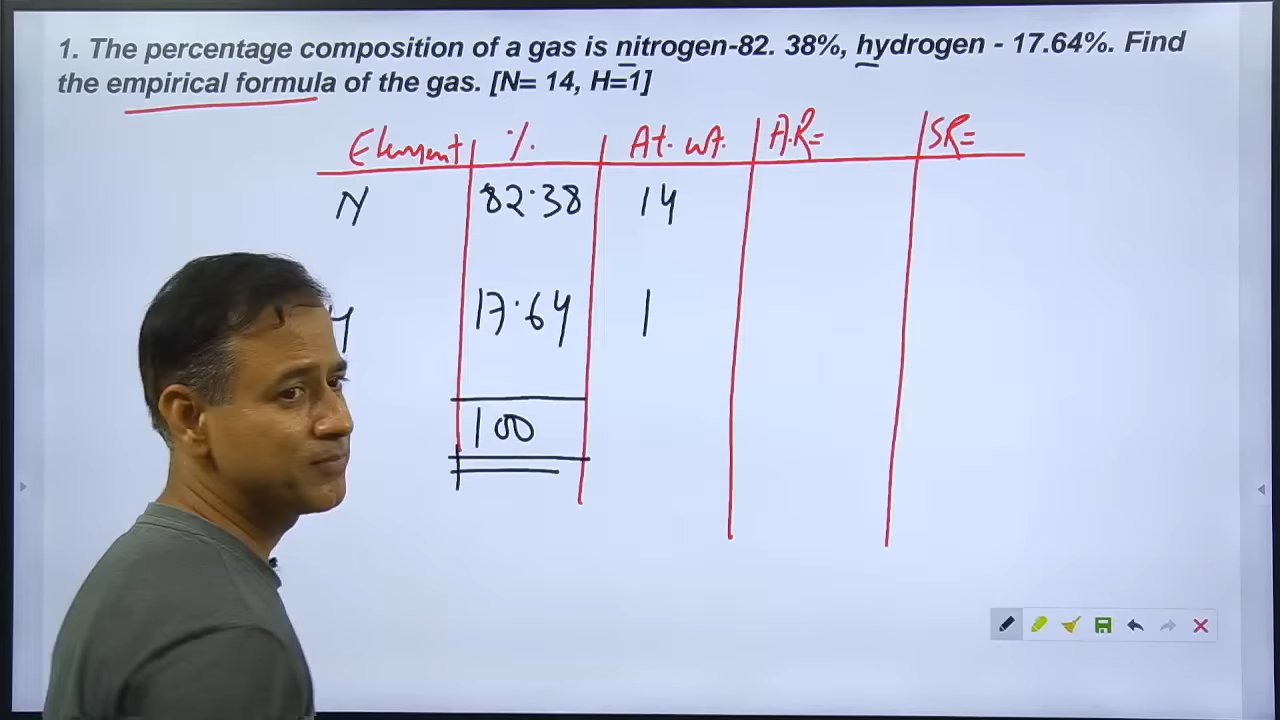 1. The percentage composition of a gas is nitrogen-82. 38%, hydrogen - 17.64%. Find
the empirical formula of the gas. [N= 14, H=1]
Element % At. wt. A.R= SR=
N 82.38 14
H 17.64 1
100